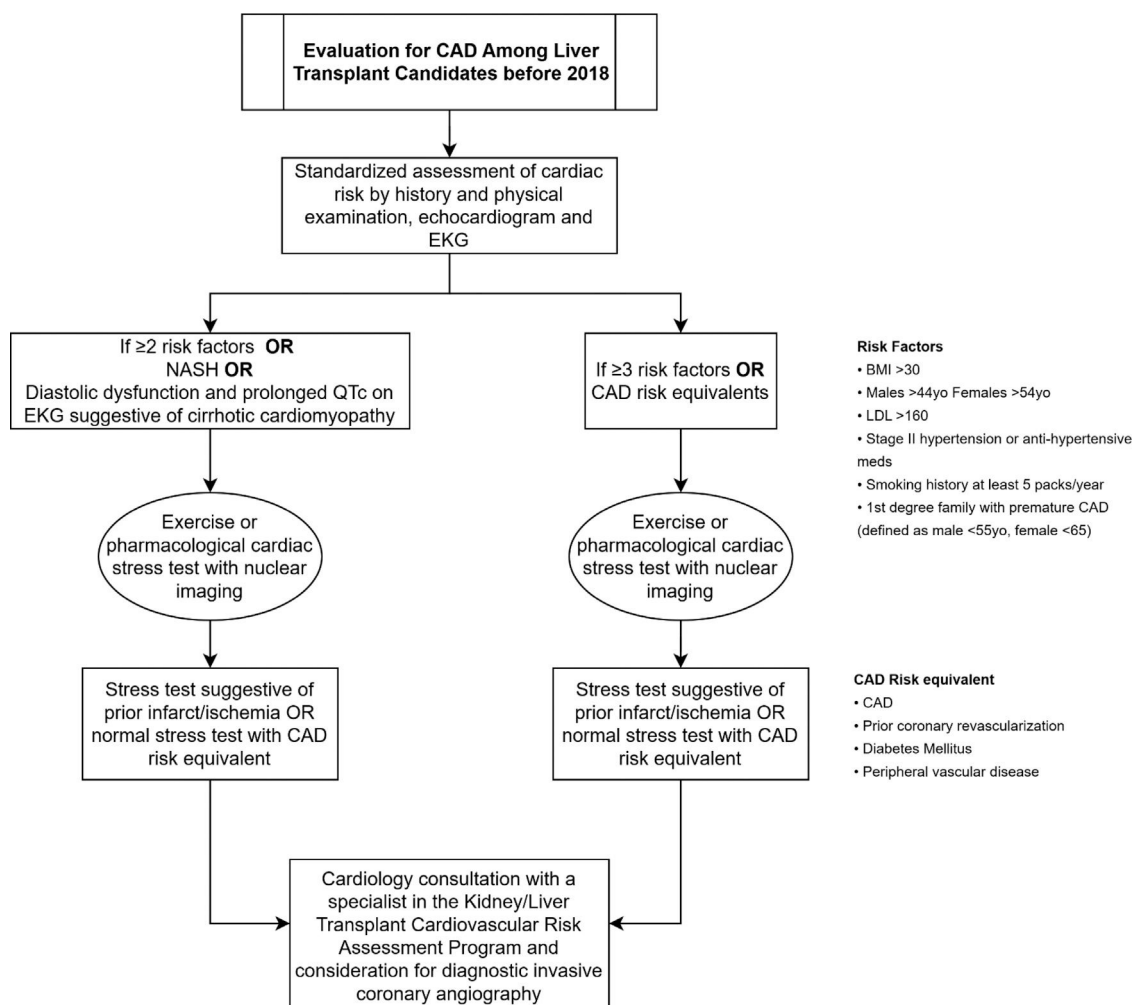 Evaluation for CAD Among Liver
Transplant Candidates before 2018
Standardized assessment of cardiac
risk by history and physical
examination, echocardiogram and
EKG
If ≥2 risk factors OR
NASH OR
Diastolic dysfunction and prolonged QTc on
EKG suggestive of cirrhotic cardiomyopathy
If ≥3 risk factors OR
CAD risk equivalents
Risk Factors
• BMI >30
• Males >44yo Females >54yo
• LDL >160
• Stage II hypertension or anti-hypertensive
meds
• Smoking history at least 5 packs/year
• 1st degree family with premature CAD
(defined as male <55yo, female <65)
Exercise or
pharmacological cardiac
stress test with nuclear
imaging
Exercise or
pharmacological cardiac
stress test with nuclear
imaging
Stress test suggestive of
prior infarct/ischemia OR
normal stress test with CAD
risk equivalent
Stress test suggestive of
prior infarct/ischemia OR
normal stress test with CAD
risk equivalent
CAD Risk equivalent
• CAD
• Prior coronary revascularization
• Diabetes Mellitus
• Peripheral vascular disease
Cardiology consultation with a
specialist in the Kidney/Liver
Transplant Cardiovascular Risk
Assessment Program and
consideration for diagnostic invasive
coronary angiography